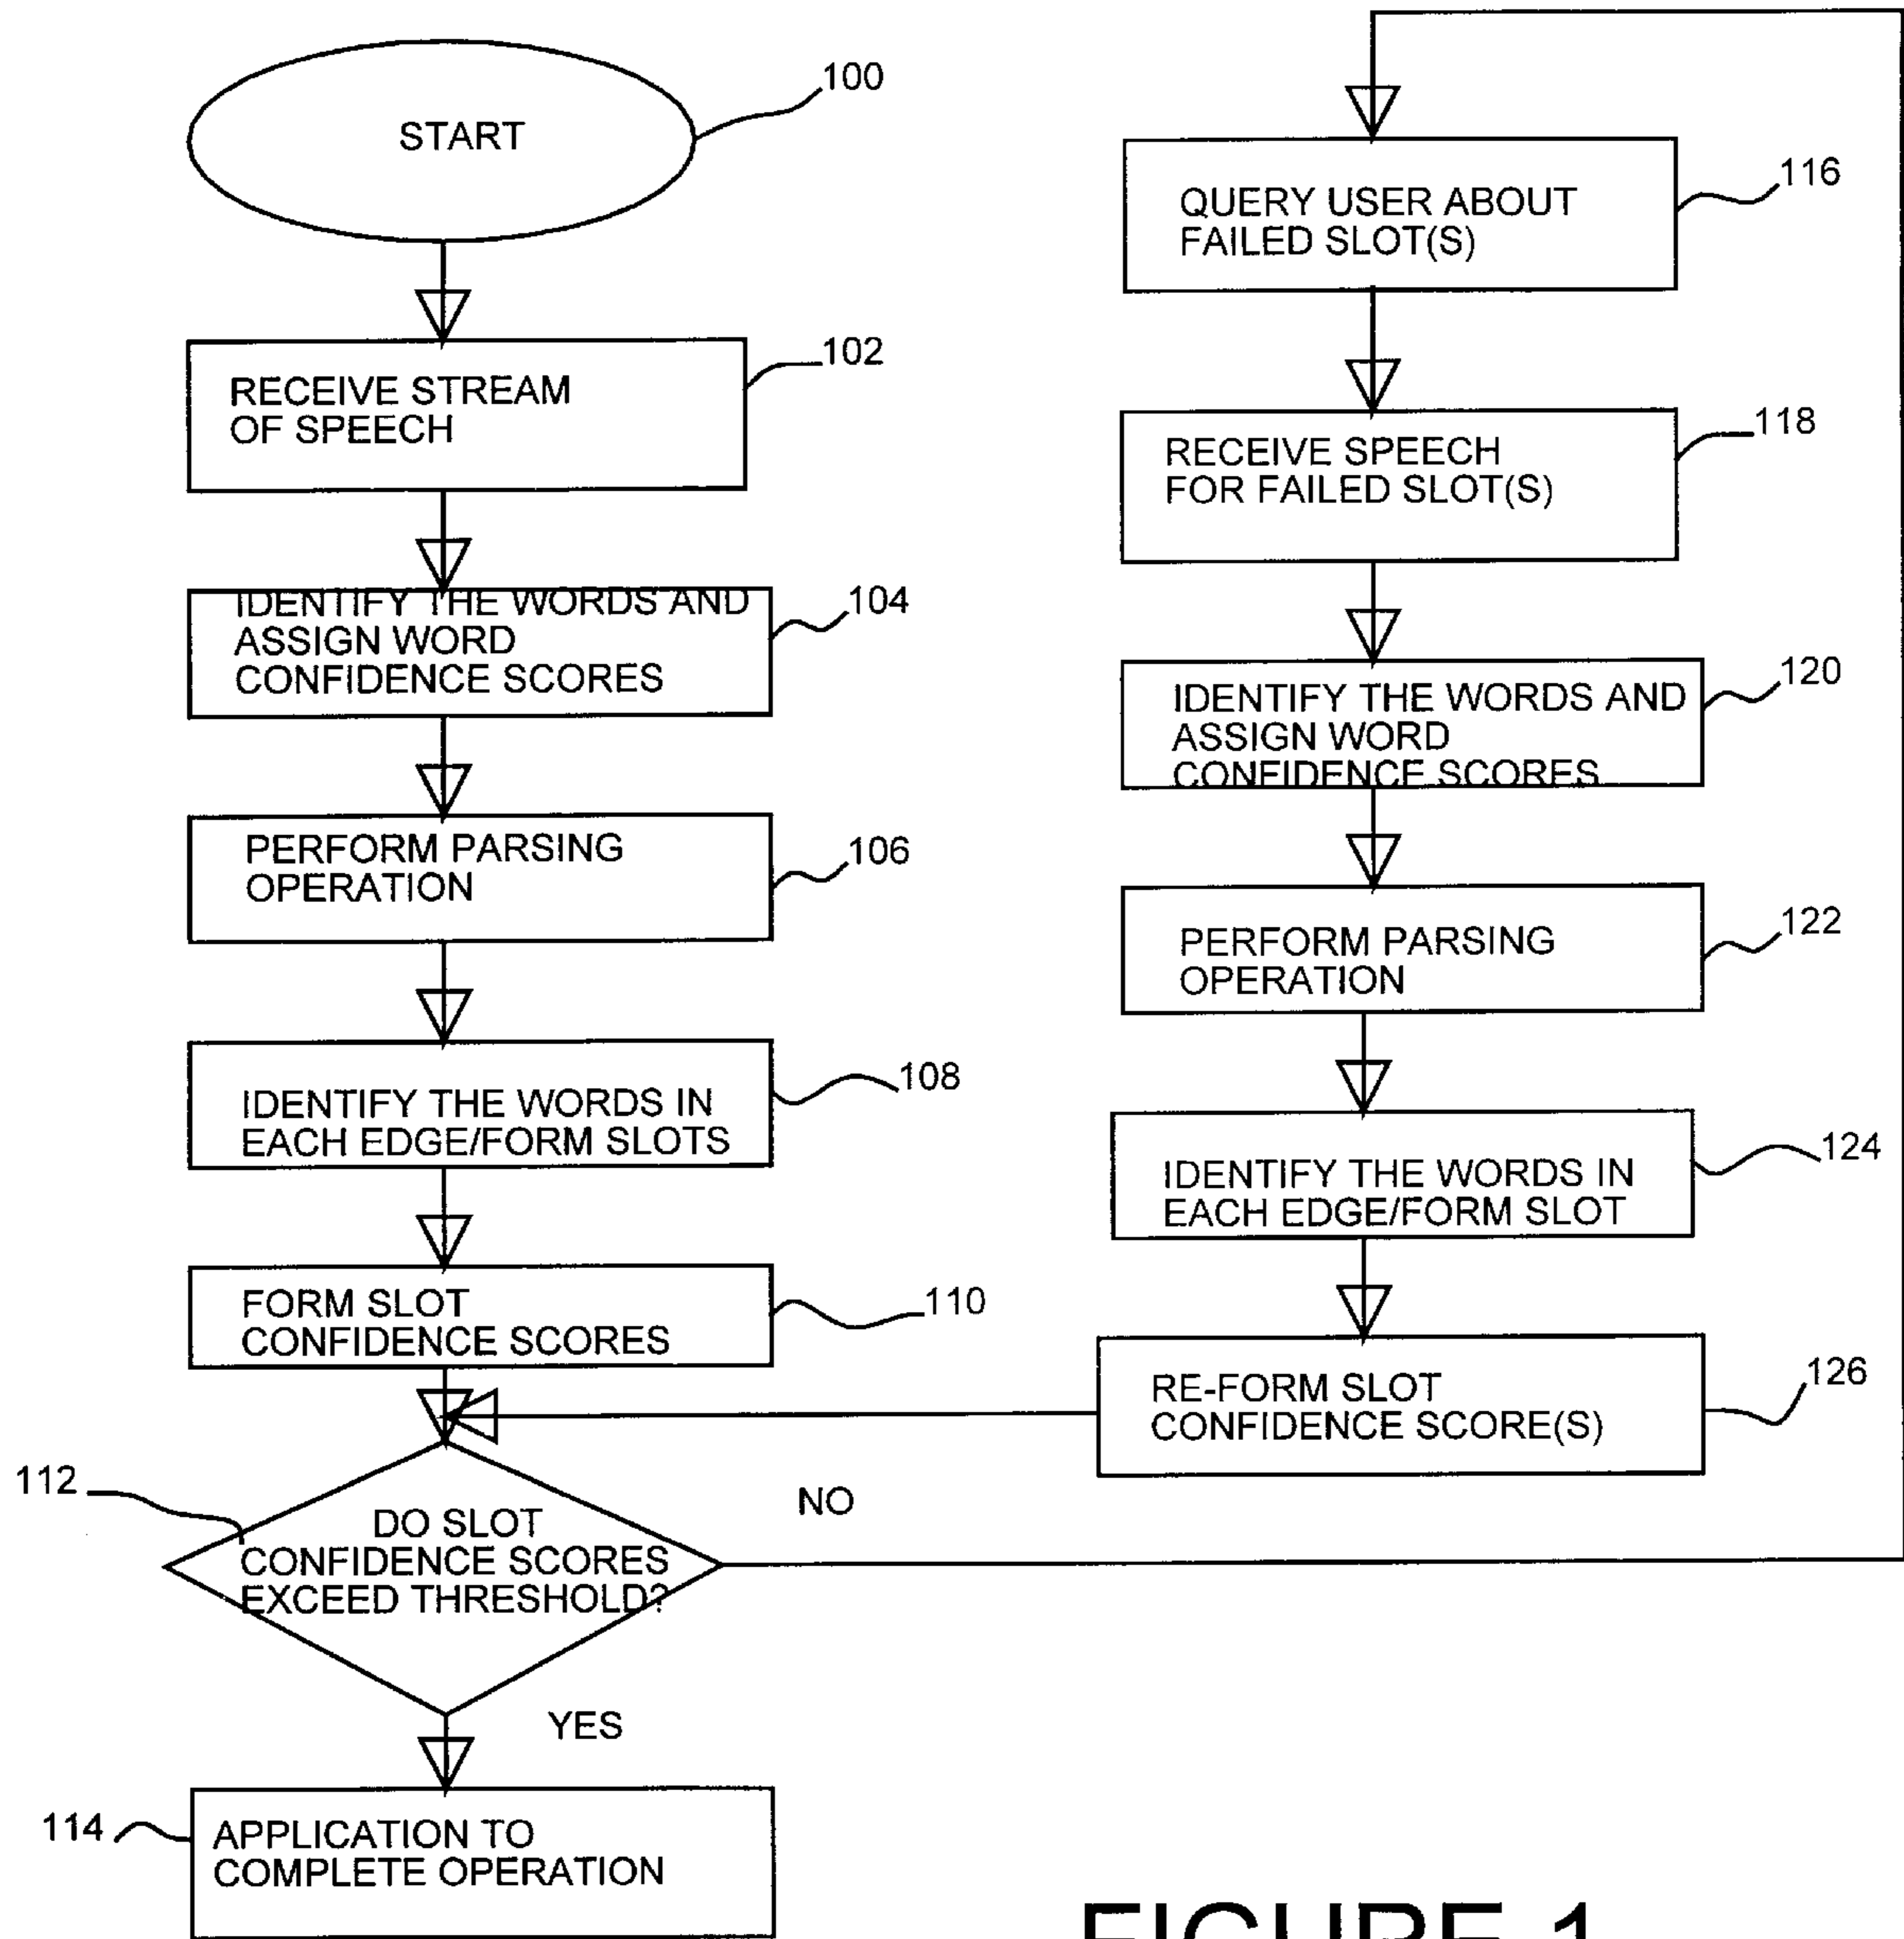 START
100
RECEIVE STREAM
OF SPEECH
102
IDENTIFY THE WORDS AND
ASSIGN WORD
CONFIDENCE SCORES
104
PERFORM PARSING
OPERATION
106
IDENTIFY THE WORDS IN
EACH EDGE/FORM SLOTS
108
FORM SLOT
CONFIDENCE SCORES
110
112
DO SLOT
CONFIDENCE SCORES
EXCEED THRESHOLD?
NO
YES
114
APPLICATION TO
COMPLETE OPERATION
QUERY USER ABOUT
FAILED SLOT(S)
116
RECEIVE SPEECH
FOR FAILED SLOT(S)
118
IDENTIFY THE WORDS AND
ASSIGN WORD
CONFIDENCE SCORES
120
PERFORM PARSING
OPERATION
122
IDENTIFY THE WORDS IN
EACH EDGE/FORM SLOT
124
RE-FORM SLOT
CONFIDENCE SCORE(S)
126
FIGURE 1